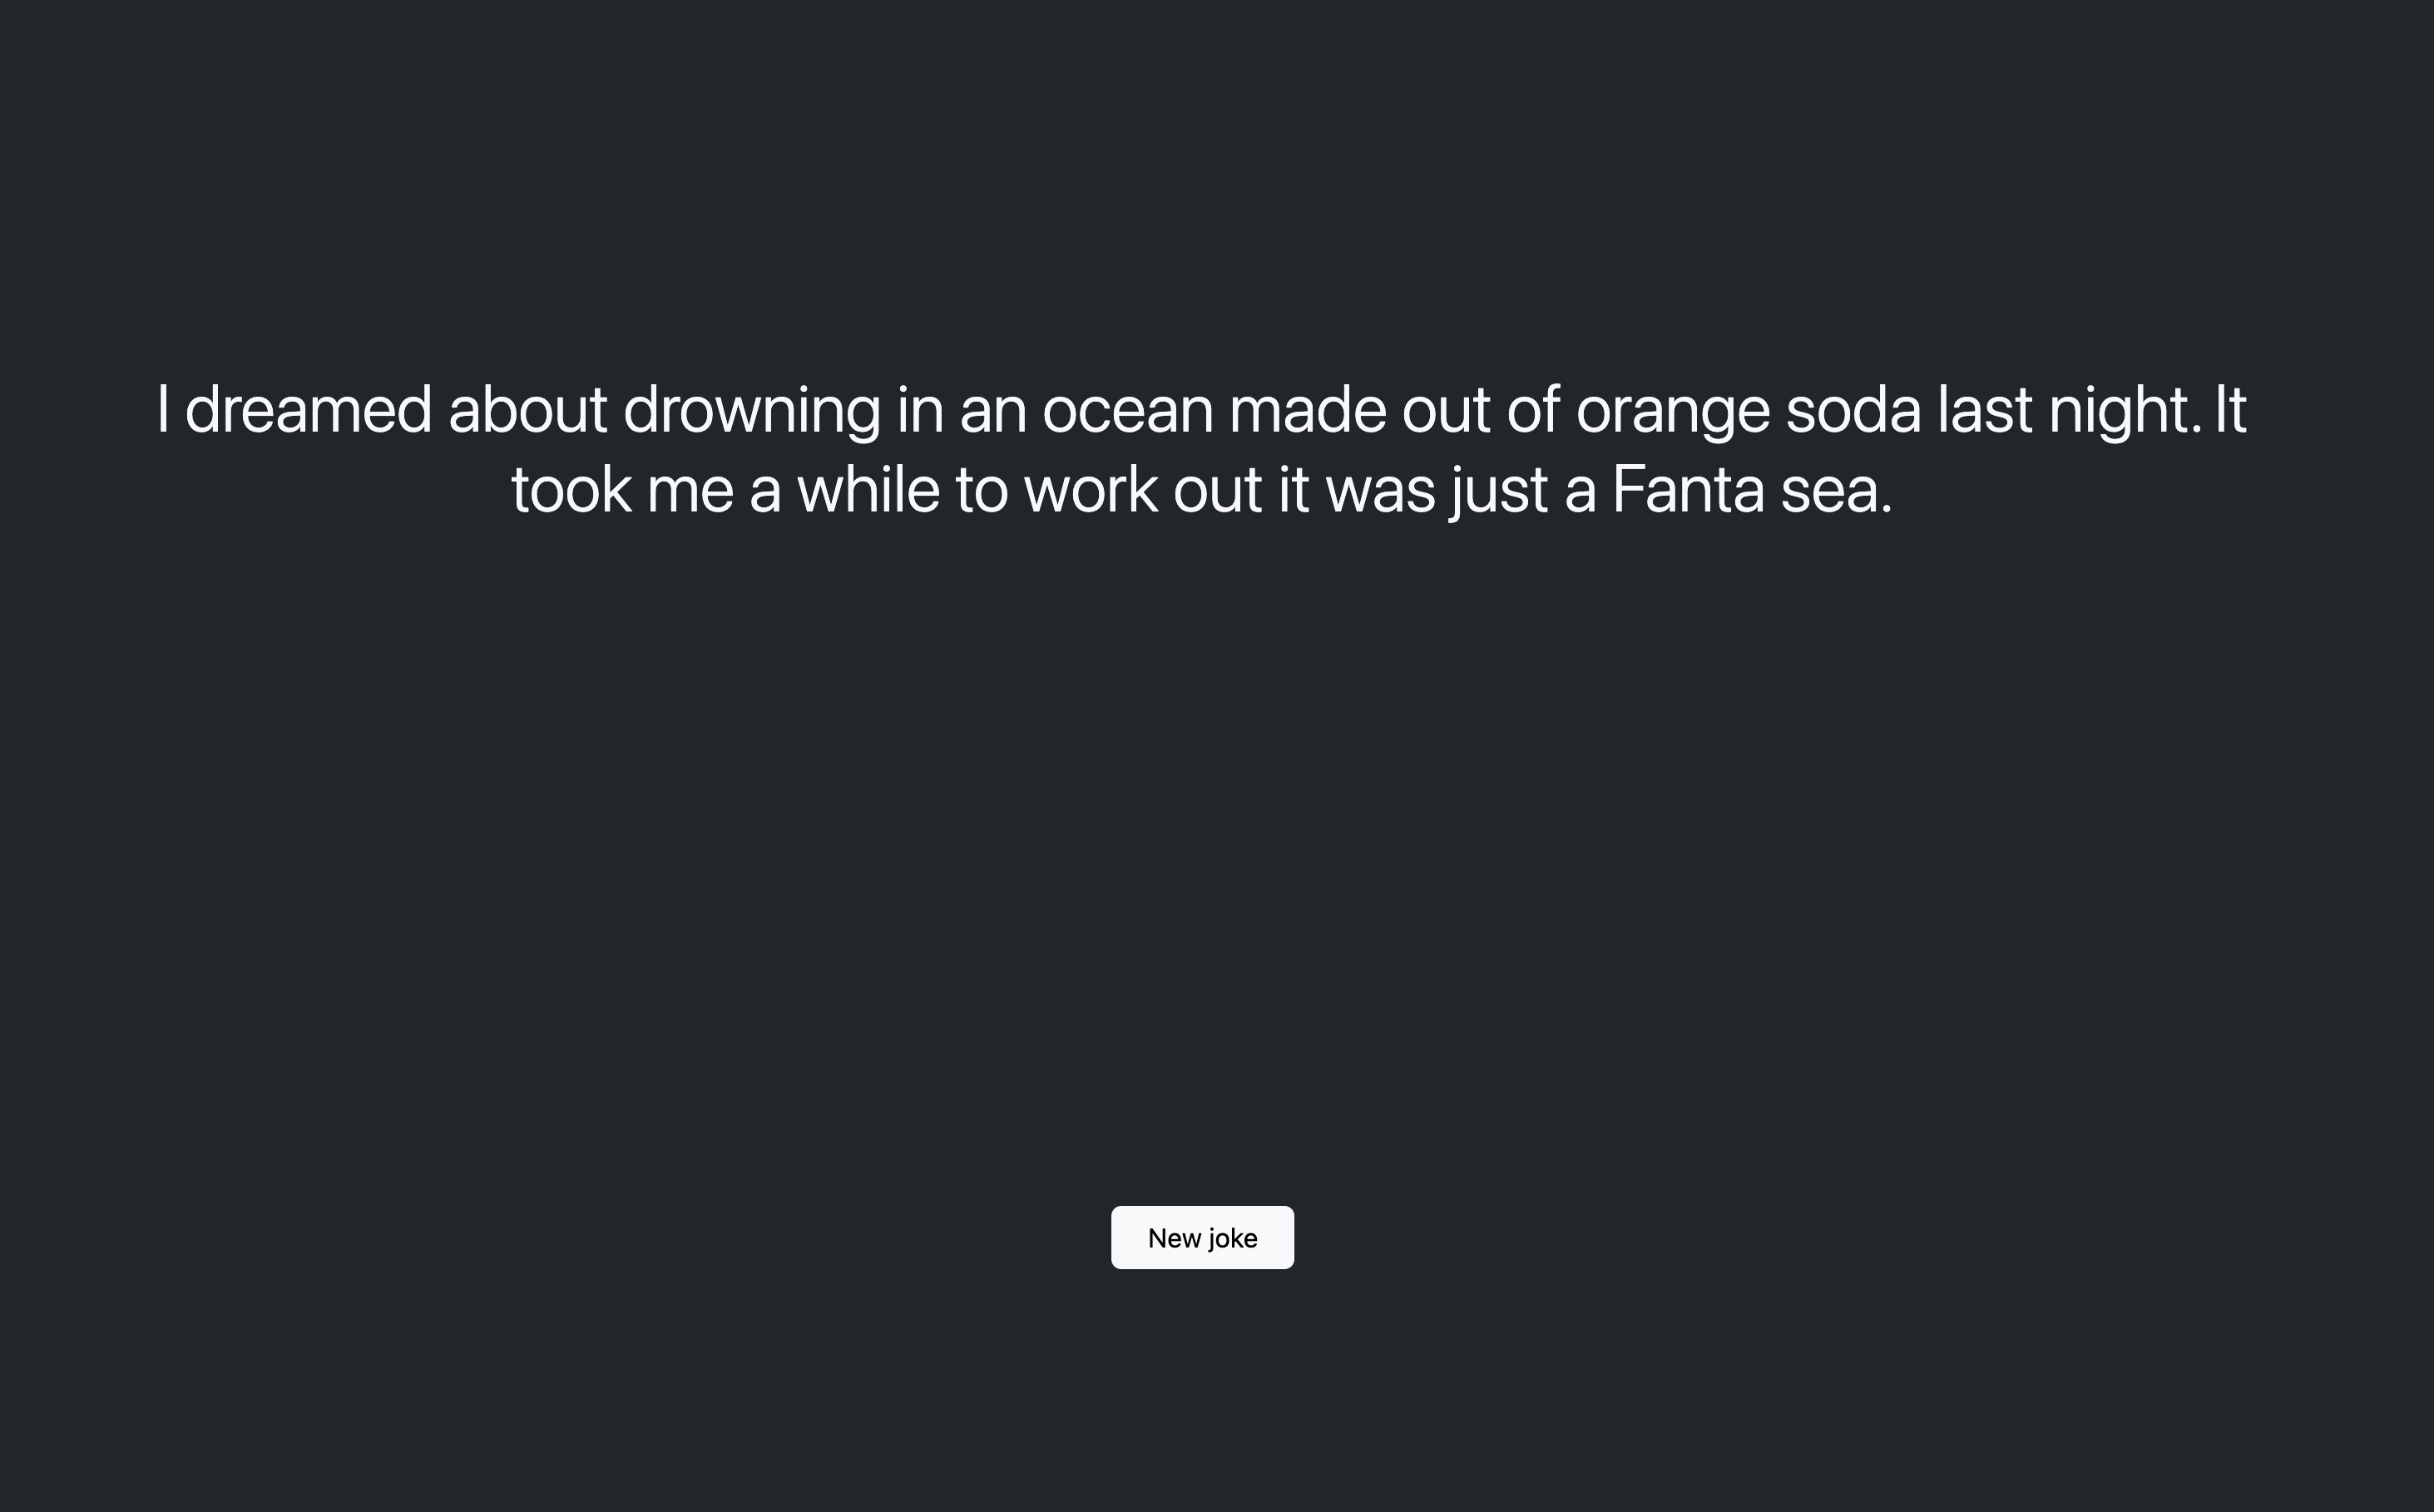 I dreamed about drowning in an ocean made out of orange soda last night. It
took me a while to work out it was just a Fanta sea.
New joke